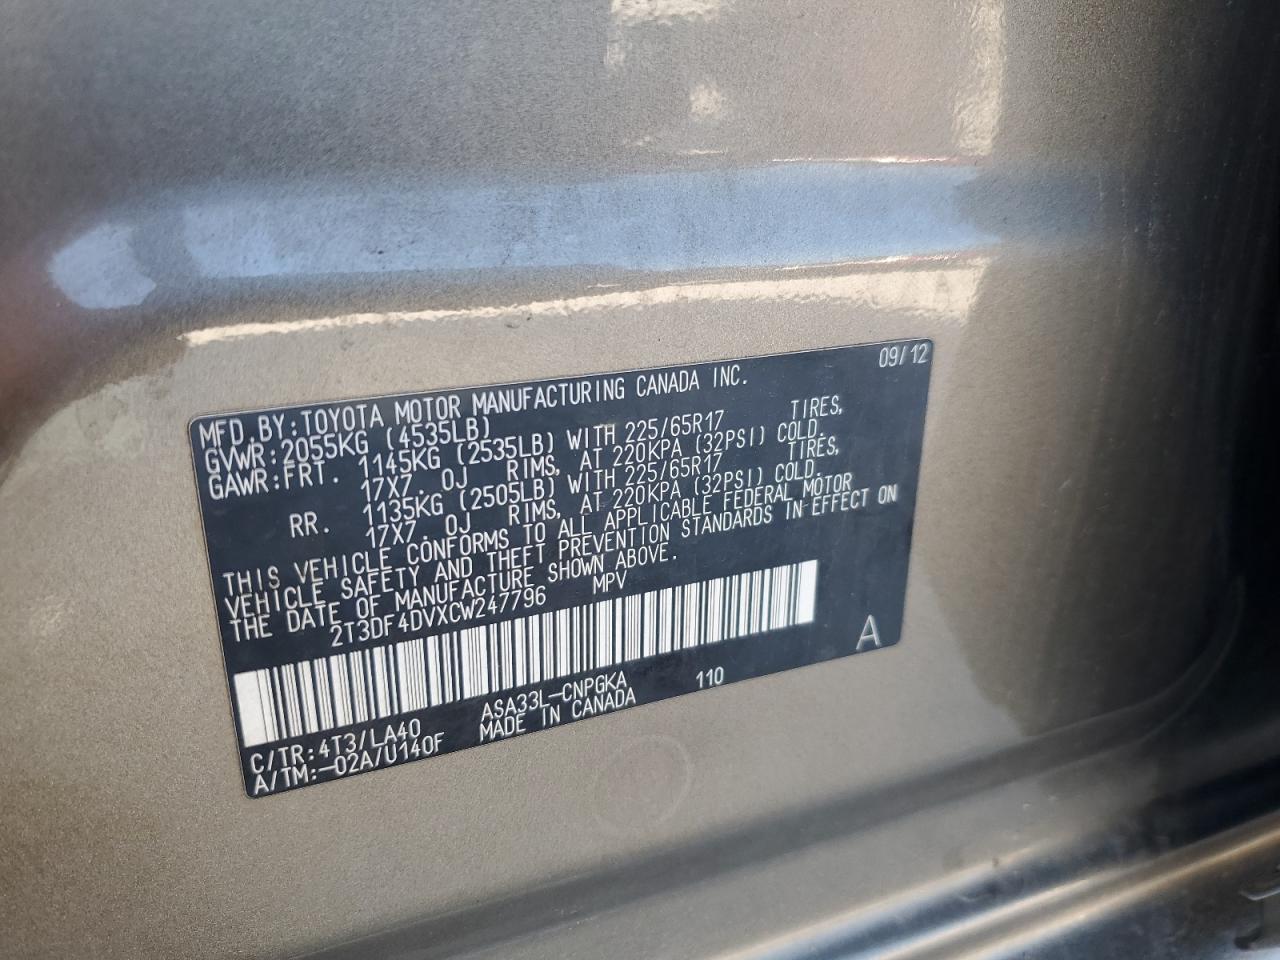 09/12
MFD.BY:TOYOTA MOTOR MANUFACTURING CANADA INC.
GVWR:2055KG (4535LB)
GAWR:FRT. 1145KG (2535LB) WITH 225/65R17 TIRES,
17X7.0J RIMS, AT 220KPA (32PSI) COLD.
RR. 1135KG (2505LB) WITH 225/65R17 TIRES,
17X7.0J RIMS, AT 220KPA (32PSI) COLD.
THIS VEHICLE CONFORMS TO ALL APPLICABLE FEDERAL MOTOR
VEHICLE SAFETY AND THEFT PREVENTION STANDARDS IN EFFECT ON
THE DATE OF MANUFACTURE SHOWN ABOVE.
2T3DF4DVXCW247796 MPV
A
C/TR:4T3/LA40 ASA33L-CNPGKA 110
A/TM:-02A/U140F MADE IN CANADA